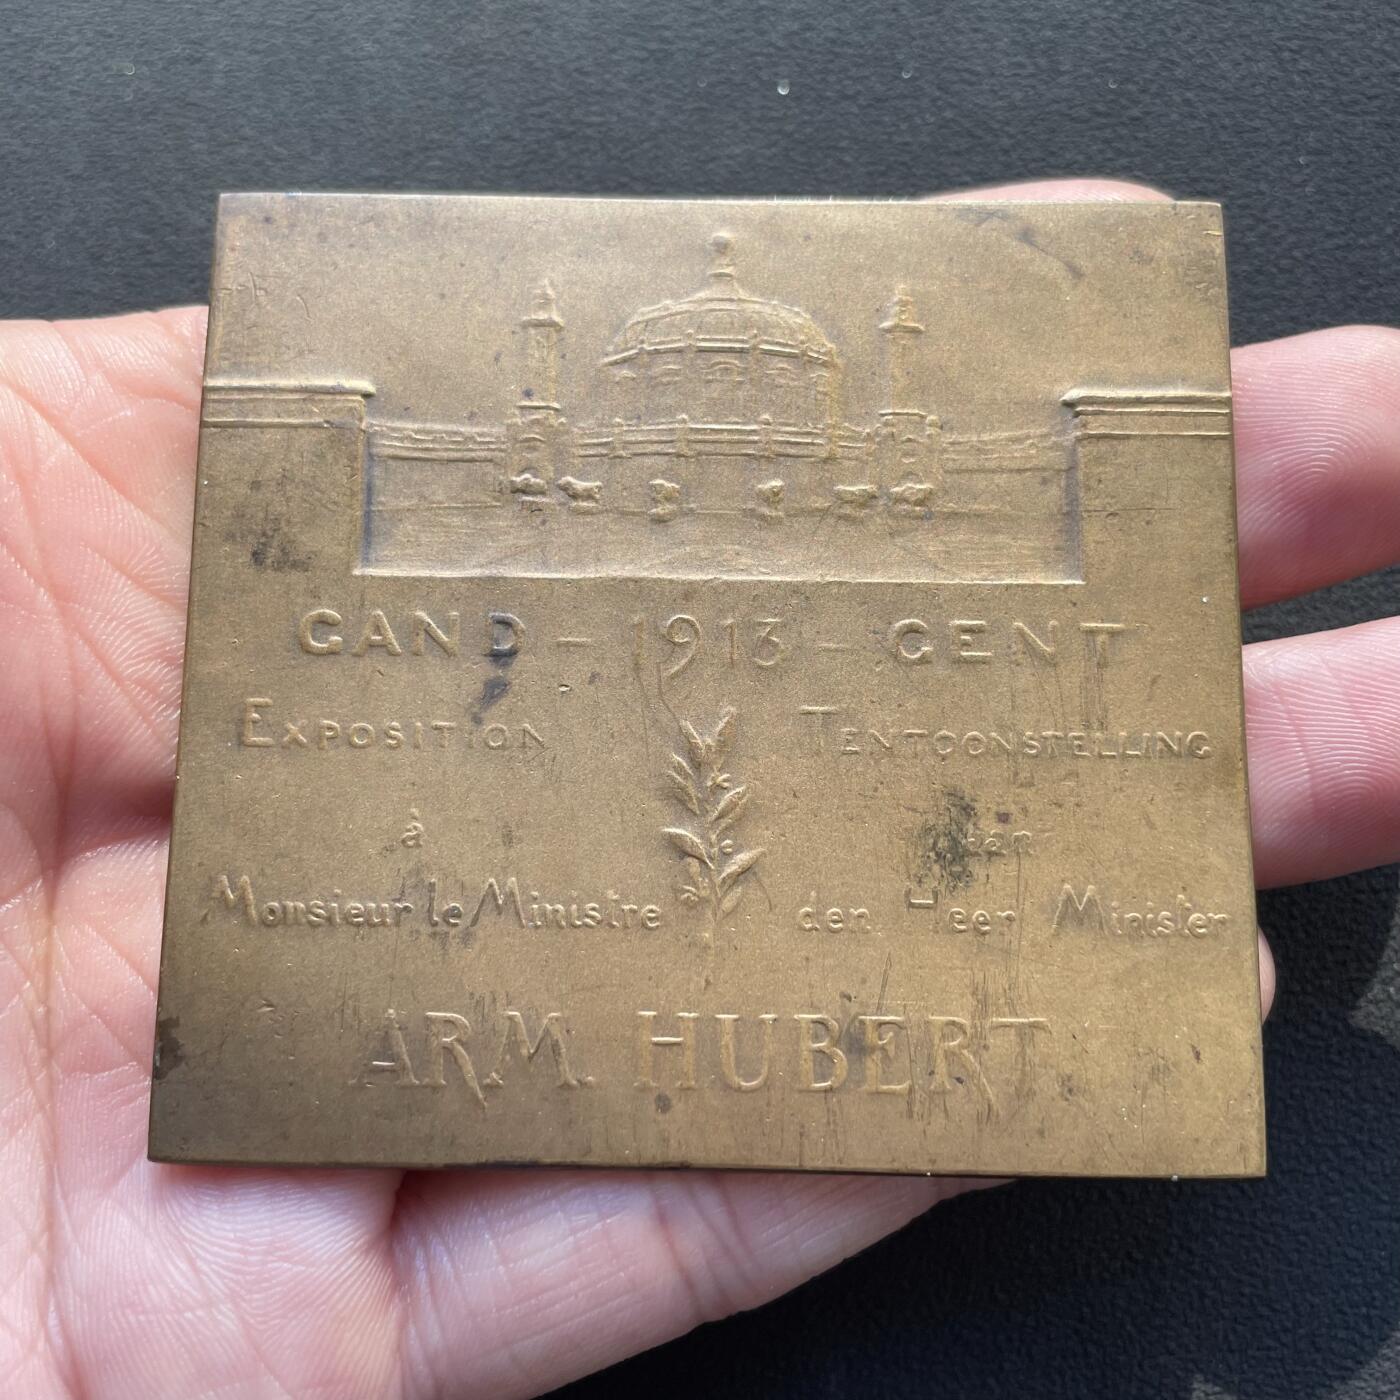 GAND – 1913 – GENT
EXPOSITION TENTOONSTELLING
à aan
Monsieur le Ministre den Heer Minister
ARM. HUBERT